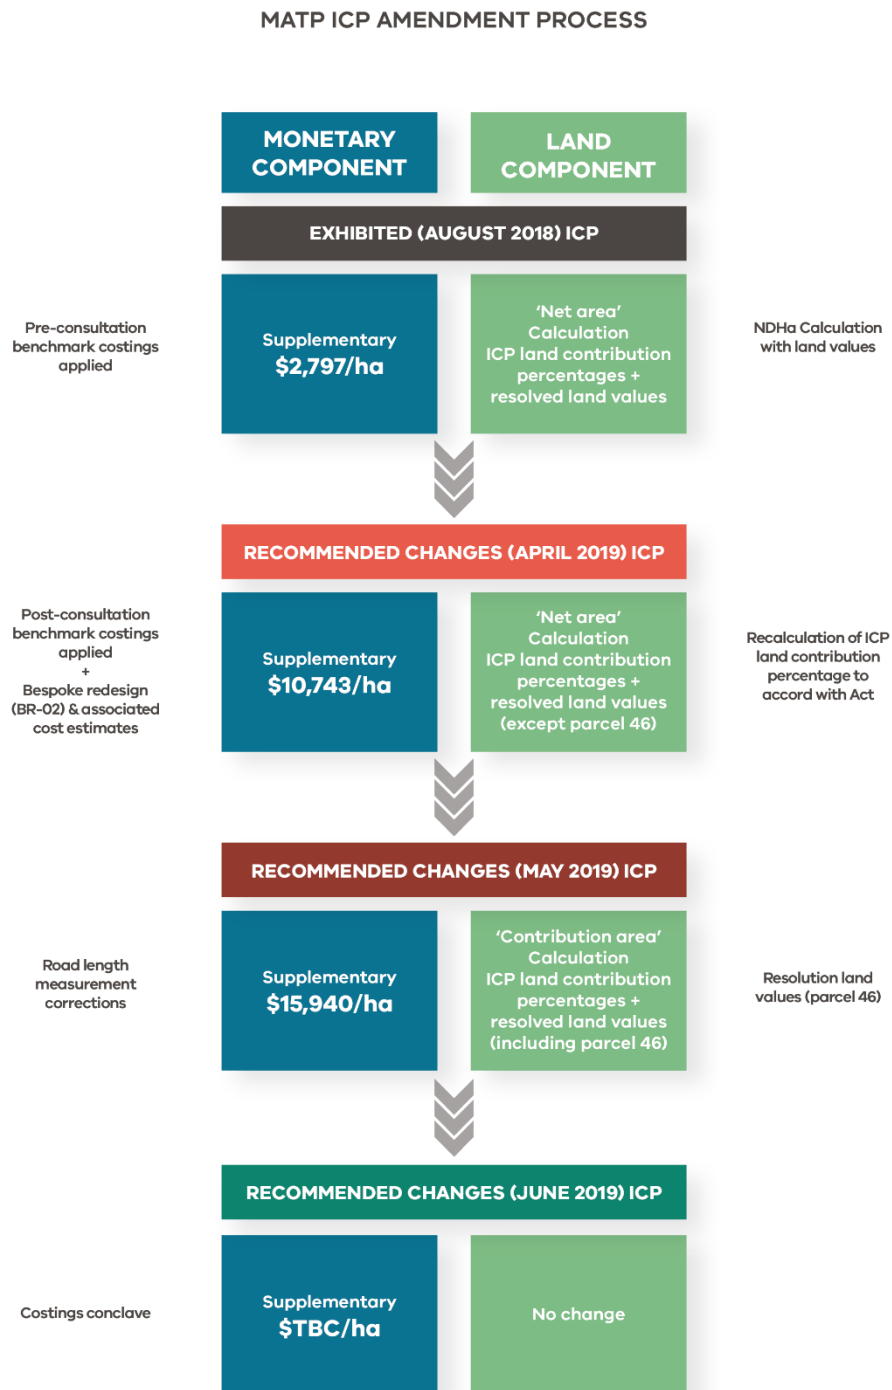 MATP ICP AMENDMENT PROCESS
MONETARY
COMPONENT
LAND
COMPONENT
EXHIBITED (AUGUST 2018) ICP
Pre-consultation
benchmark costings
applied
Supplementary
$2,797/ha
‘Net area’
Calculation
ICP land contribution
percentages +
resolved land values
NDHa Calculation
with land values
RECOMMENDED CHANGES (APRIL 2019) ICP
Post-consultation
benchmark costings
applied
+
Bespoke redesign
(BR-02) & associated
cost estimates
Supplementary
$10,743/ha
‘Net area’
Calculation
ICP land contribution
percentages +
resolved land values
(except parcel 46)
Recalculation of ICP
land contribution
percentage to
accord with Act
RECOMMENDED CHANGES (MAY 2019) ICP
Road length
measurement
corrections
Supplementary
$15,940/ha
‘Contribution area’
Calculation
ICP land contribution
percentages +
resolved land values
(including parcel 46)
Resolution land
values (parcel 46)
RECOMMENDED CHANGES (JUNE 2019) ICP
Costings conclave
Supplementary
$TBC/ha
No change